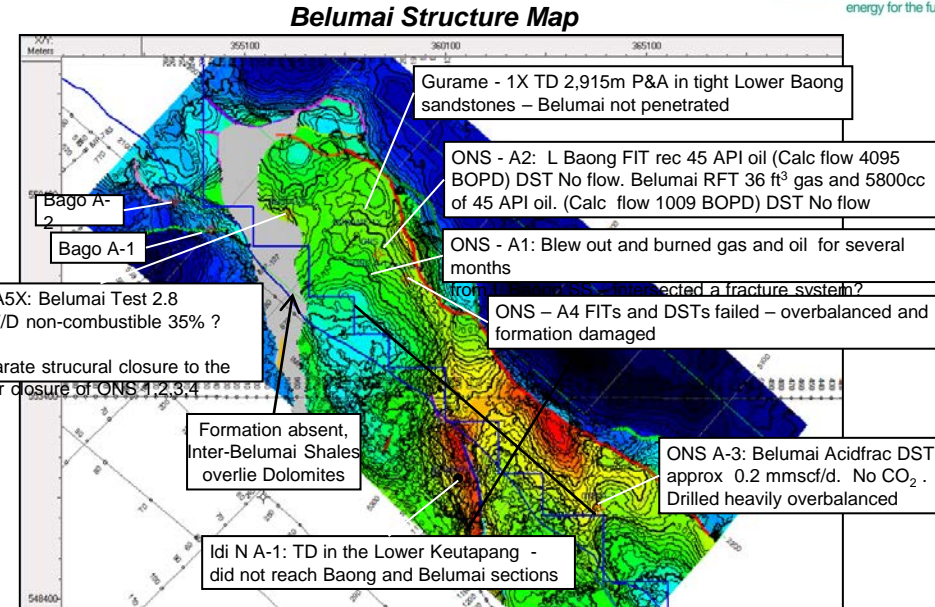 energy for the fu
Belumai Structure Map
X/Y:
Meters
355100
360100
365100
Gurame - 1X TD 2,915m P&A in tight Lower Baong
sandstones – Belumai not penetrated
ONS - A2: L Baong FIT rec 45 API oil (Calc flow 4095
BOPD) DST No flow. Belumai RFT 36 ft³ gas and 5800cc
of 45 API oil. (Calc flow 1009 BOPD) DST No flow
Bago A-
2
Bago A-1
ONS - A1: Blew out and burned gas and oil for several
months
intersected a fracture system?
A5X: Belumai Test 2.8
/D non-combustible 35% ?
arate strucural closure to the
r closure of ONS 1,2,3,4
ONS – A4 FITs and DSTs failed – overbalanced and
formation damaged
Formation absent,
Inter-Belumai Shales
overlie Dolomites
ONS A-3: Belumai Acidfrac DST
approx 0.2 mmscf/d. No CO₂ .
Drilled heavily overbalanced
Idi N A-1: TD in the Lower Keutapang -
did not reach Baong and Belumai sections
548400